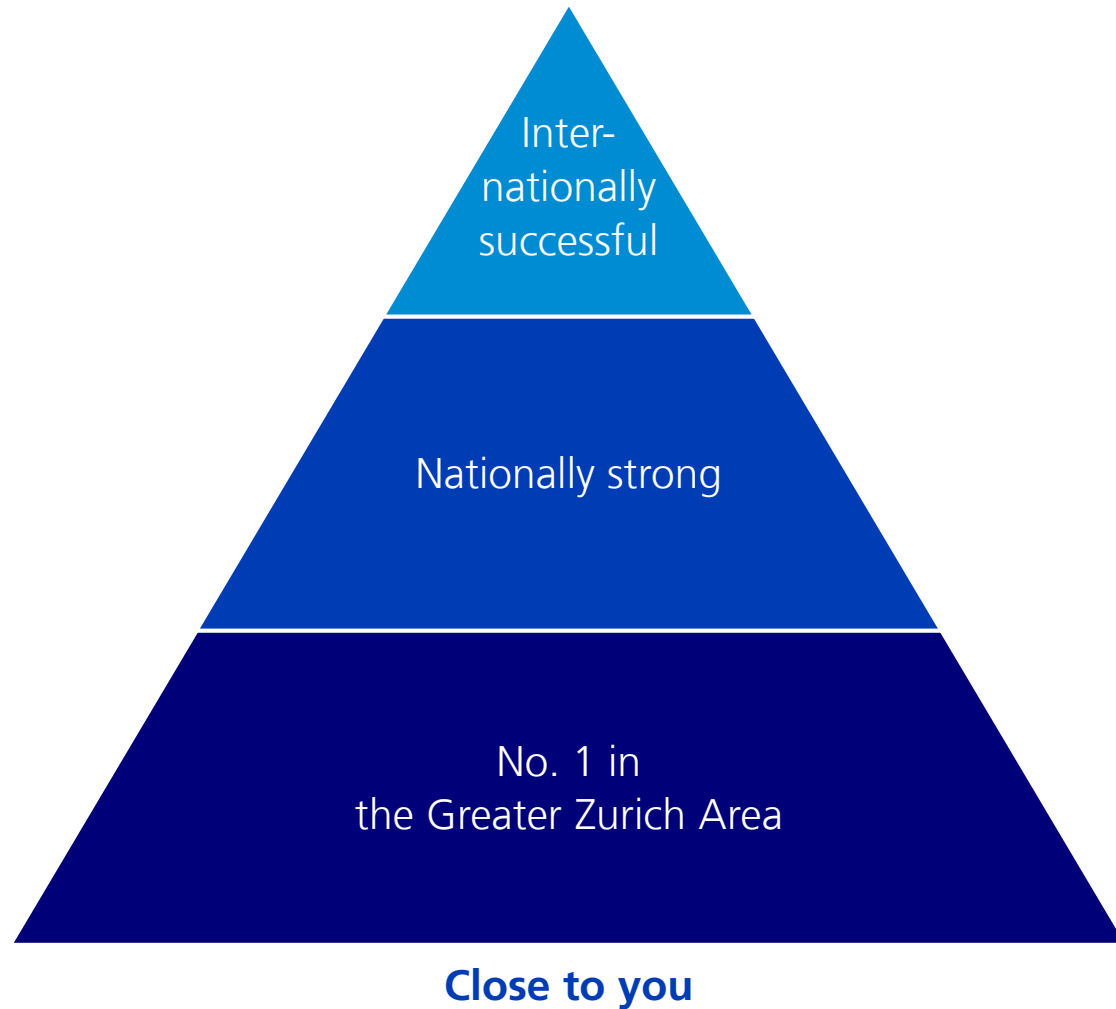 Inter-
nationally
successful
Nationally strong
No. 1 in
the Greater Zurich Area
Close to you